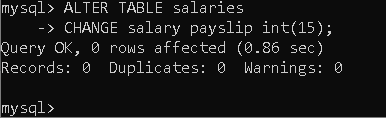 mysql> ALTER TABLE salaries
    -> CHANGE salary payslip int(15);
Query OK, 0 rows affected (0.86 sec)
Records: 0  Duplicates: 0  Warnings: 0
mysql>